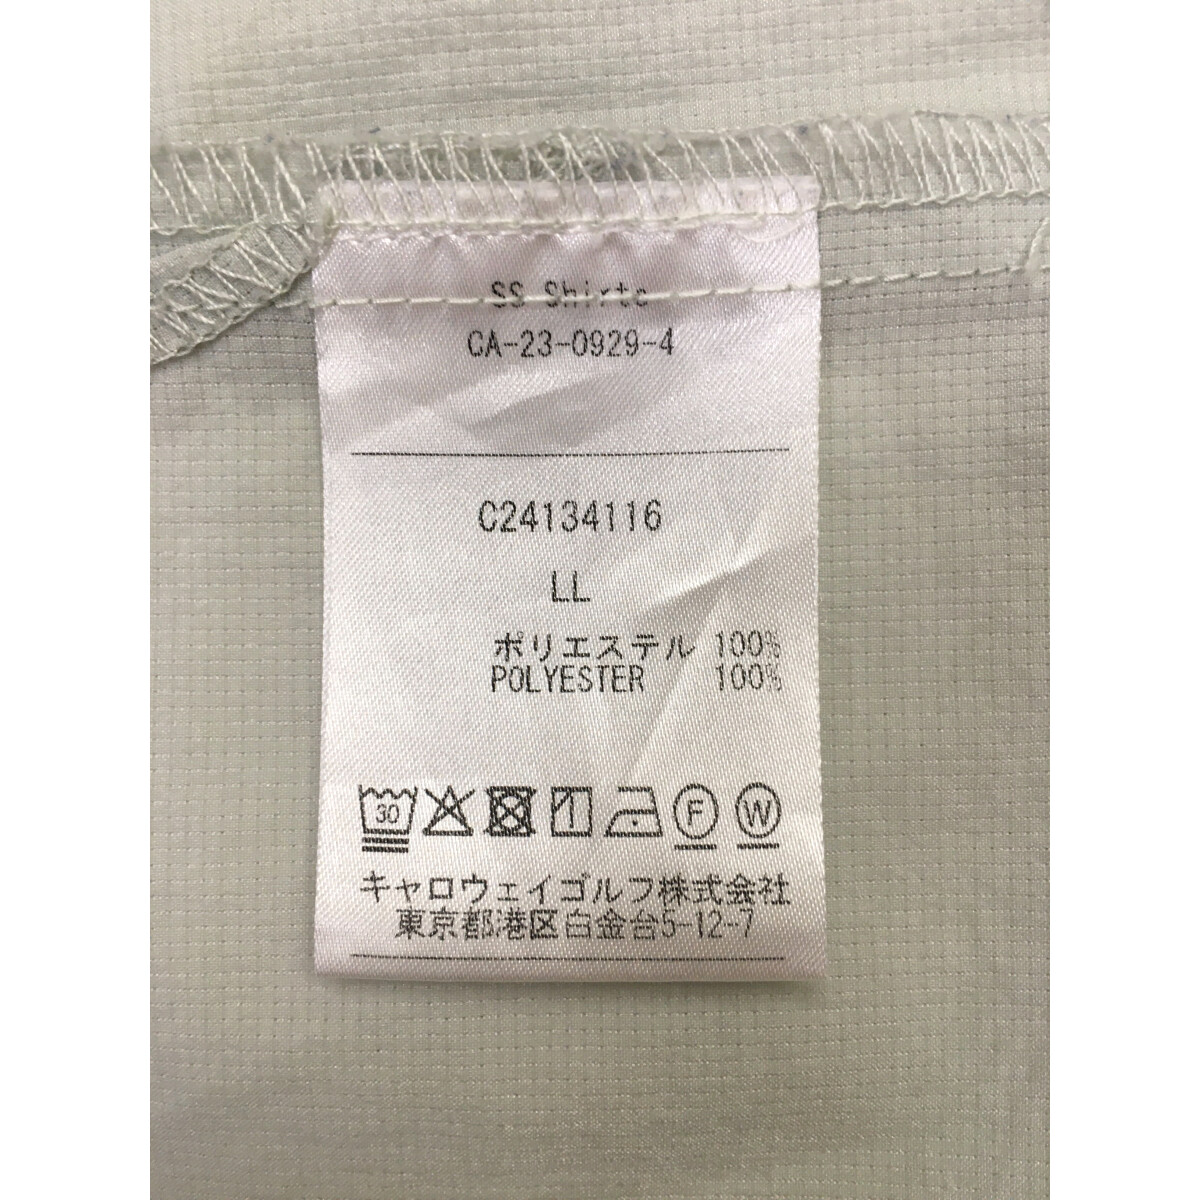 SS Shirts
CA-23-0929-4
C24134116
LL
ポリエステル 100%
POLYESTER 100%
30 F W
キャロウェイゴルフ株式会社
東京都港区白金台5-12-7